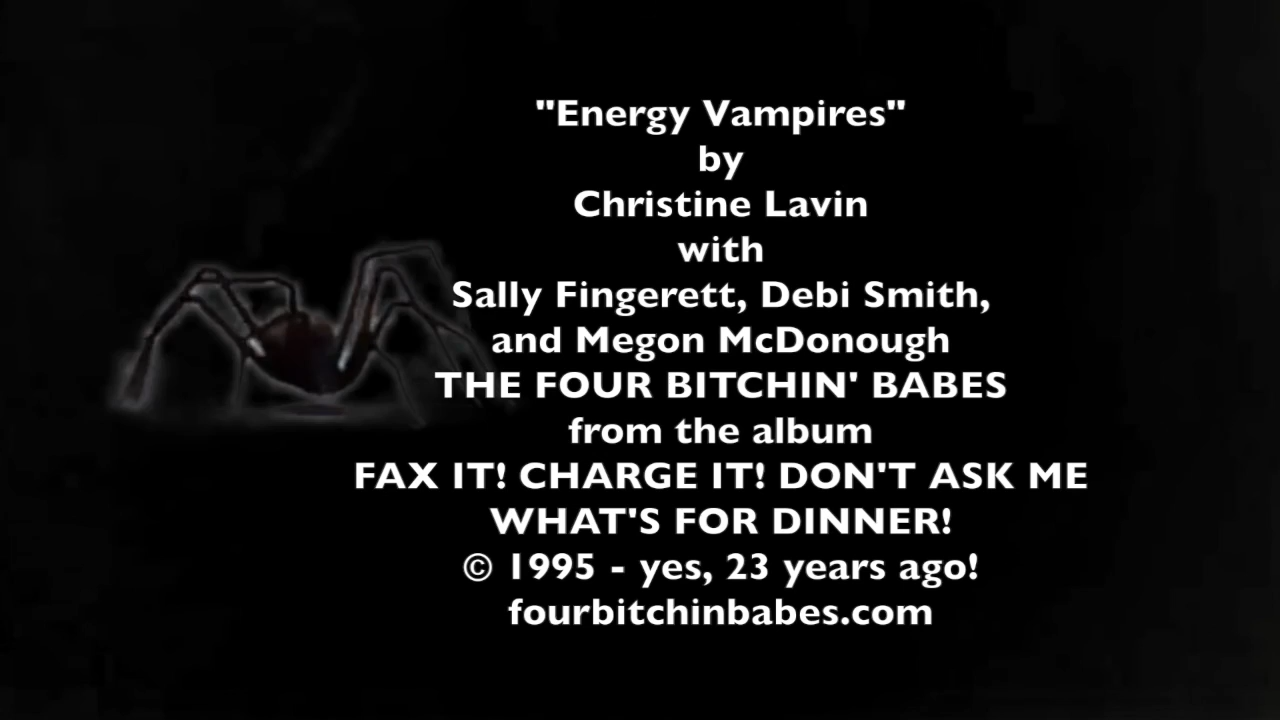 "Energy Vampires"
by
Christine Lavin
with
Sally Fingerett, Debi Smith,
and Megon McDonough
THE FOUR BITCHIN' BABES
from the album
FAX IT! CHARGE IT! DON'T ASK ME
WHAT'S FOR DINNER!
© 1995 - yes, 23 years ago!
fourbitchinbabes.com